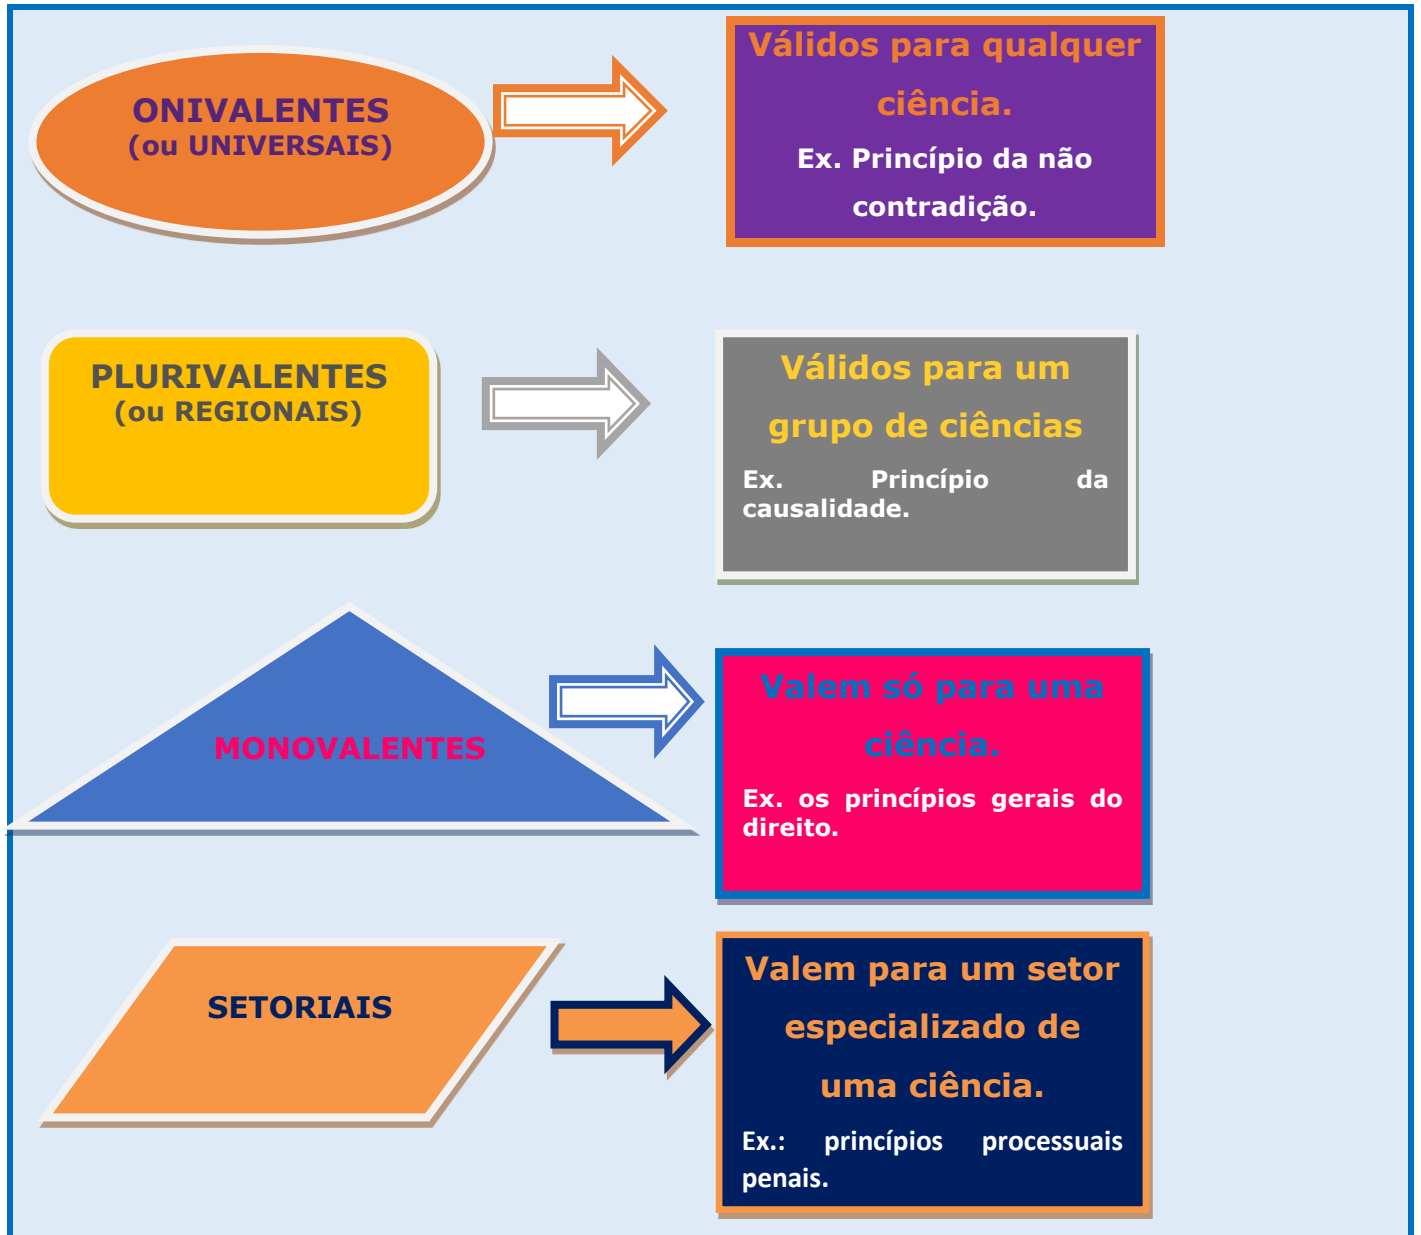 ONIVALENTES
(ou UNIVERSAIS)
Válidos para qualquer
ciência.
Ex. Princípio da não
contradição.
PLURIVALENTES
(ou REGIONAIS)
Válidos para um
grupo de ciências
Ex. Princípio da
causalidade.
MONOVALENTES
Valem só para uma
ciência.
Ex. os princípios gerais do
direito.
SETORIAIS
Valem para um setor
especializado de
uma ciência.
Ex.: princípios processuais
penais.